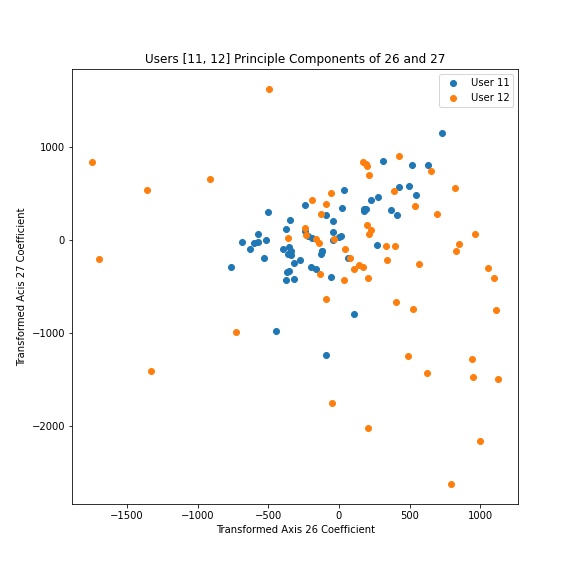 Users [11, 12] Principle Components of 26 and 27
User 11
User 12
1000
0
−1000
−2000
Transformed Acis 27 Coefficient
−1500
−1000
−500
0
500
1000
Transformed Axis 26 Coefficient